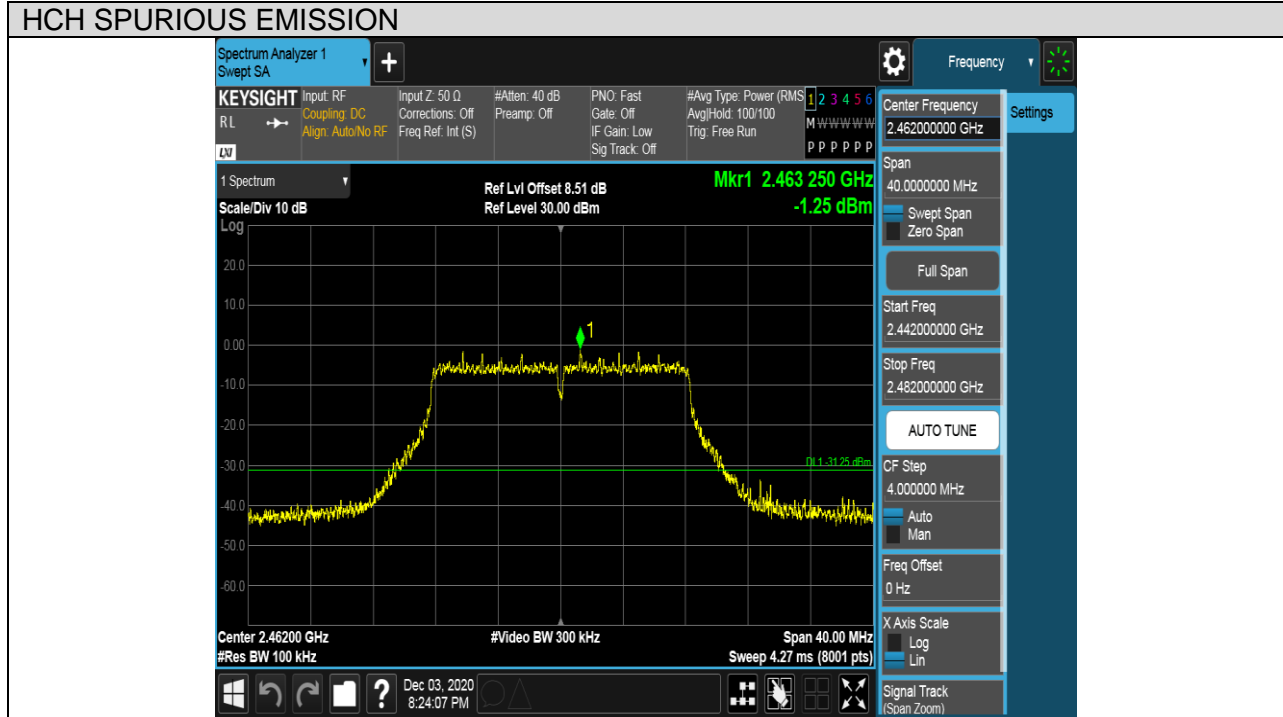 HCH SPURIOUS EMISSION
Spectrum Analyzer 1
Swept SA
+
Frequency
KEYSIGHT
RL
LXI
Input: RF
Coupling: DC
Align: Auto/No RF
Input Z: 50 Ω
Corrections: Off
Freq Ref: Int (S)
#Atten: 40 dB
Preamp: Off
PNO: Fast
Gate: Off
IF Gain: Low
Sig Track: Off
#Avg Type: Power (RMS
Avg|Hold: 100/100
Trig: Free Run
1 2 3 4 5 6
M W W W W W
P P P P P P
1 Spectrum
Scale/Div 10 dB
Log
Ref Lvl Offset 8.51 dB
Ref Level 30.00 dBm
Mkr1 2.463 250 GHz
-1.25 dBm
20.0
10.0
0.00
-10.0
-20.0
-30.0
-40.0
-50.0
-60.0
1
DL1 -31.25 dBm
Center 2.46200 GHz
#Res BW 100 kHz
#Video BW 300 kHz
Span 40.00 MHz
Sweep 4.27 ms (8001 pts)
?
Dec 03, 2020
8:24:07 PM
Settings
Center Frequency
2.462000000 GHz
Span
40.0000000 MHz
Swept Span
Zero Span
Full Span
Start Freq
2.442000000 GHz
Stop Freq
2.482000000 GHz
AUTO TUNE
CF Step
4.000000 MHz
Auto
Man
Freq Offset
0 Hz
X Axis Scale
Log
Lin
Signal Track
(Span Zoom)